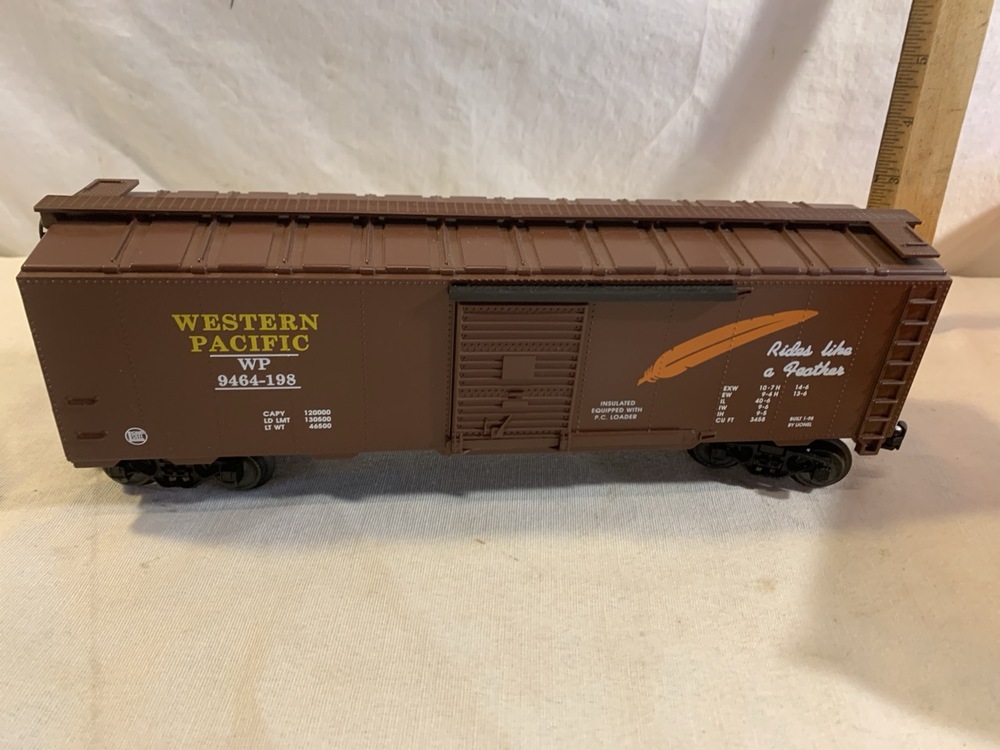 WESTERN
PACIFIC
WP
9464-198
CAPY 120000
LD LMT 130500
LT WT 46500
INSULATED
EQUIPPED WITH
P.C. LOADER
Rides like
a Feather
EXW 10-7 H 14-6
EW 9-4 H 13-6
IL 40-6
IW 9-6
IH 9-5
CU FT 3458
BUILT 1-98
BY LIONEL